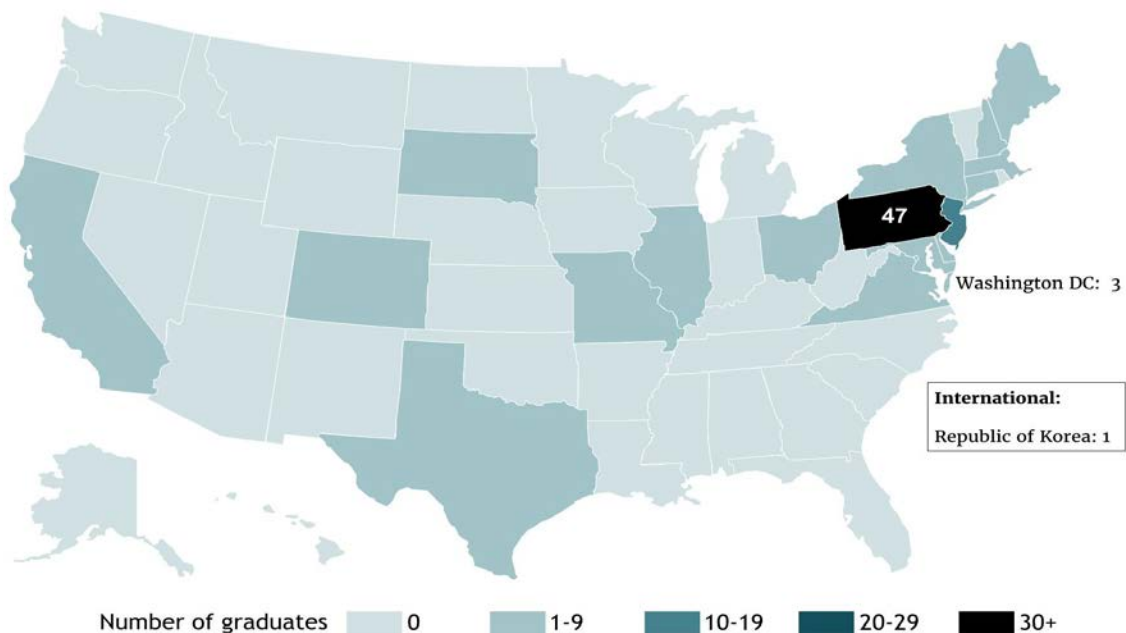 47
Washington DC: 3
International:
Republic of Korea: 1
Number of graduates 0 1-9 10-19 20-29 30+